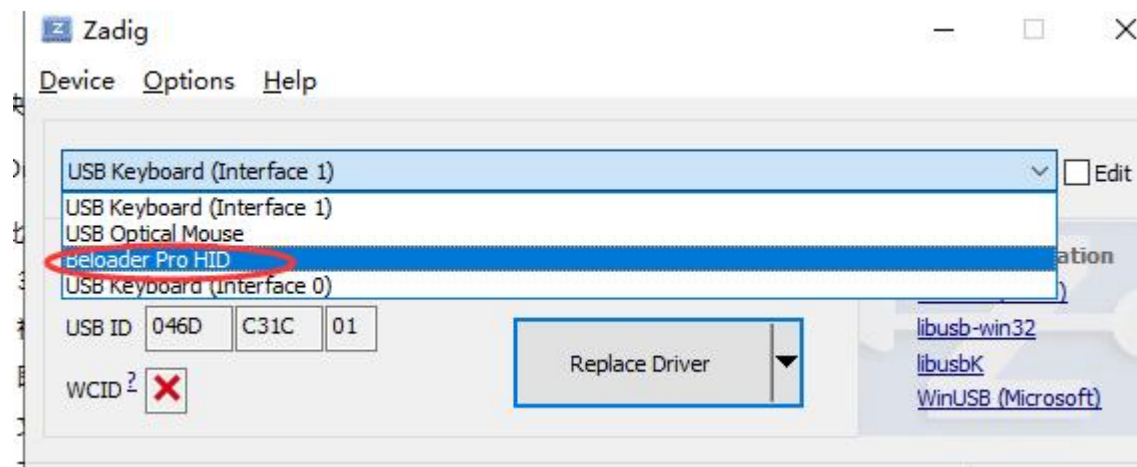 Zadig
Device Options Help
USB Keyboard (Interface 1) Edit
USB Keyboard (Interface 1)
USB Optical Mouse
Beloader Pro HID
USB Keyboard (Interface 0)
ation
USB ID 046D C31C 01
Replace Driver
libusb-win32
libusbK
WCID ?
WinUSB (Microsoft)